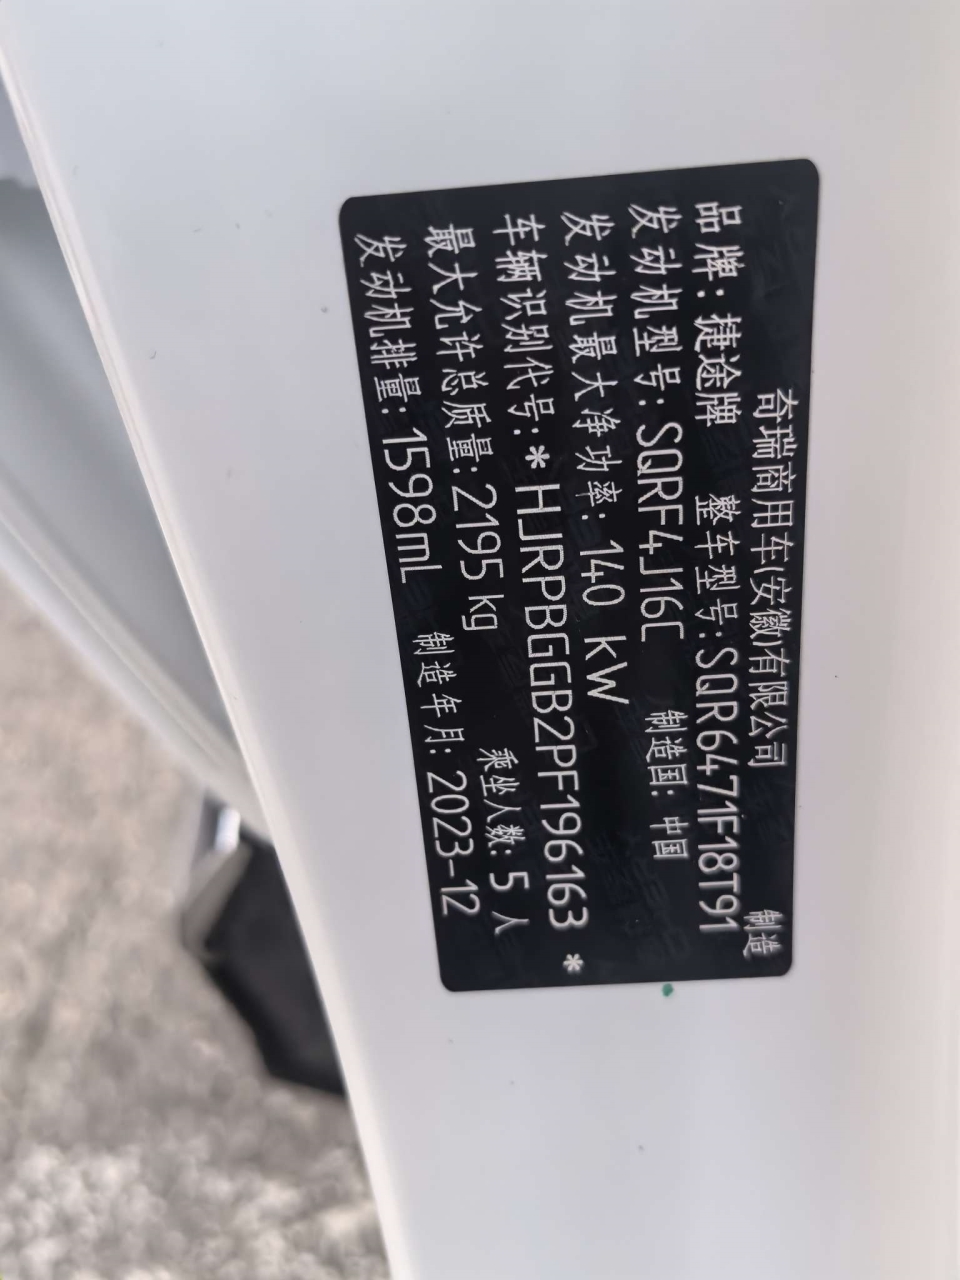 奇瑞商用车(安徽)有限公司 制造
品牌:捷途牌 整车型号:SQR6471F18T91
发动机型号:SQRF4J16C 制造国:中国
发动机最大净功率:140 kW
车辆识别代号:*HJRPBGGB2PF196163*
最大允许总质量:2195kg 乘坐人数:5人
发动机排量:1598mL 制造年月:2023-12